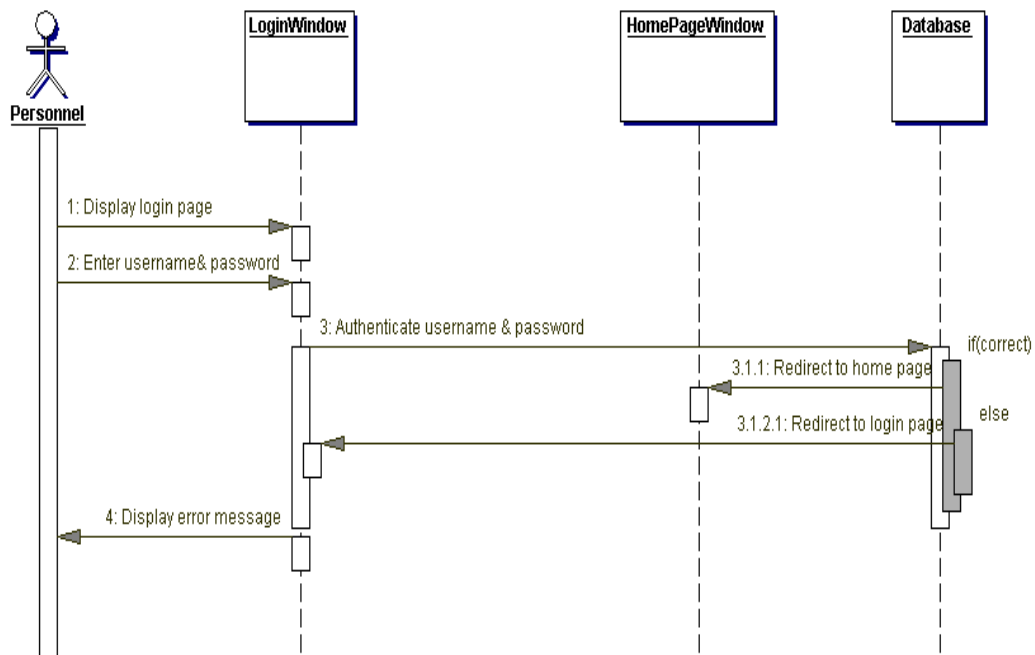 LoginWindow
HomePageWindow
Database
Personnel
1: Display login page
2: Enter username& password
3: Authenticate username & password
if(correct)
3.1.1: Redirect to home page
else
3.1.2.1: Redirect to login page
4: Display error message